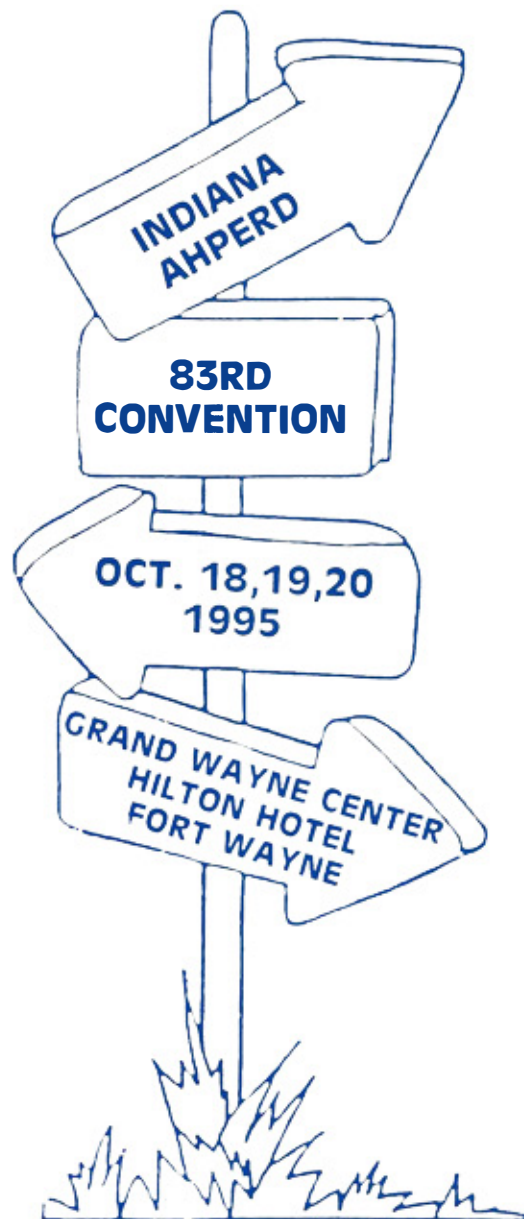 INDIANA
AHPERD
83RD
CONVENTION
OCT. 18,19,20
1995
GRAND WAYNE CENTER
HILTON HOTEL
FORT WAYNE